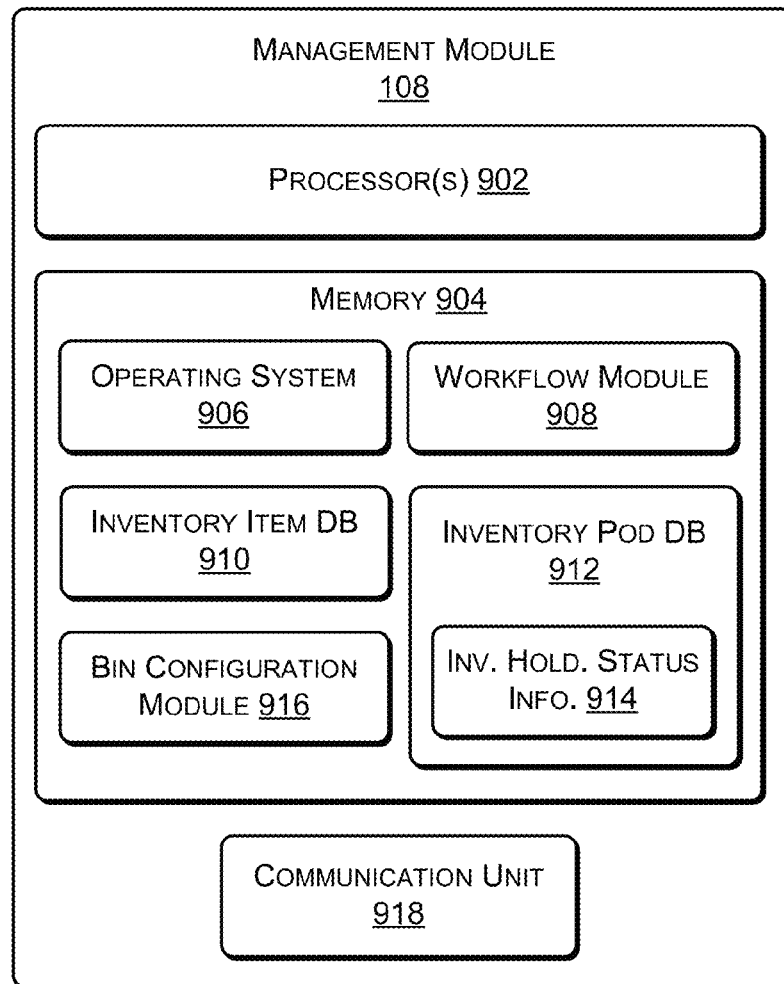 MANAGEMENT MODULE
108
PROCESSOR(S) 902
MEMORY 904
OPERATING SYSTEM
906
WORKFLOW MODULE
908
INVENTORY ITEM DB
910
INVENTORY POD DB
912
BIN CONFIGURATION
MODULE 916
INV. HOLD. STATUS
INFO. 914
COMMUNICATION UNIT
918